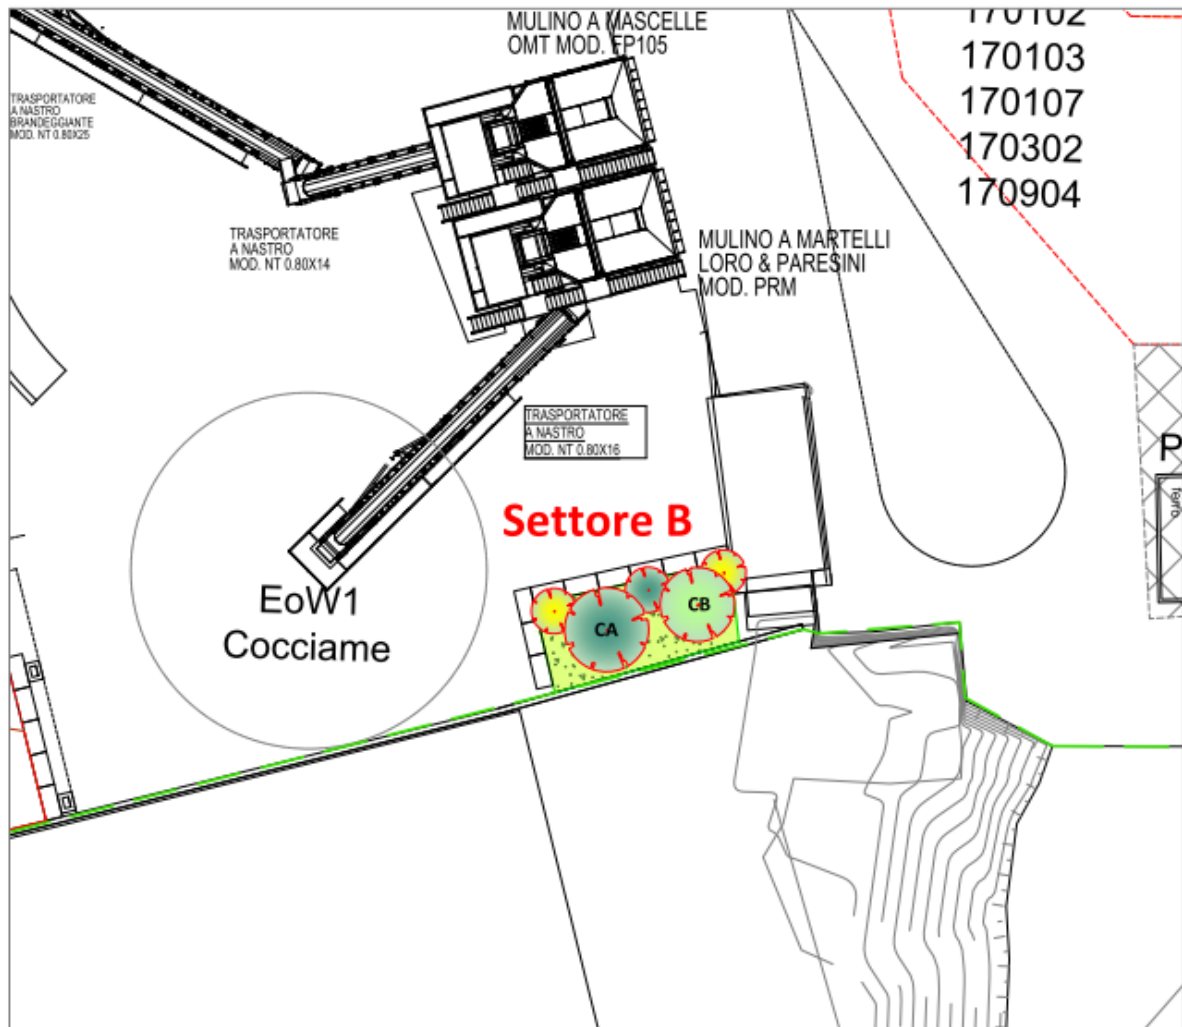 MULINO A MASCELLE
OMT MOD. FP105
170102
170103
170107
170302
170904
TRASPORTATORE
A NASTRO
BRANDEGGIANTE
MOD. NT 0.80X25
TRASPORTATORE
A NASTRO
MOD. NT 0.80X14
MULINO A MARTELLI
LORO & PARESINI
MOD. PRM
TRASPORTATORE
A NASTRO
MOD. NT 0.80X16
P
ferro
Settore B
EoW1
Cocciame
CA
CB